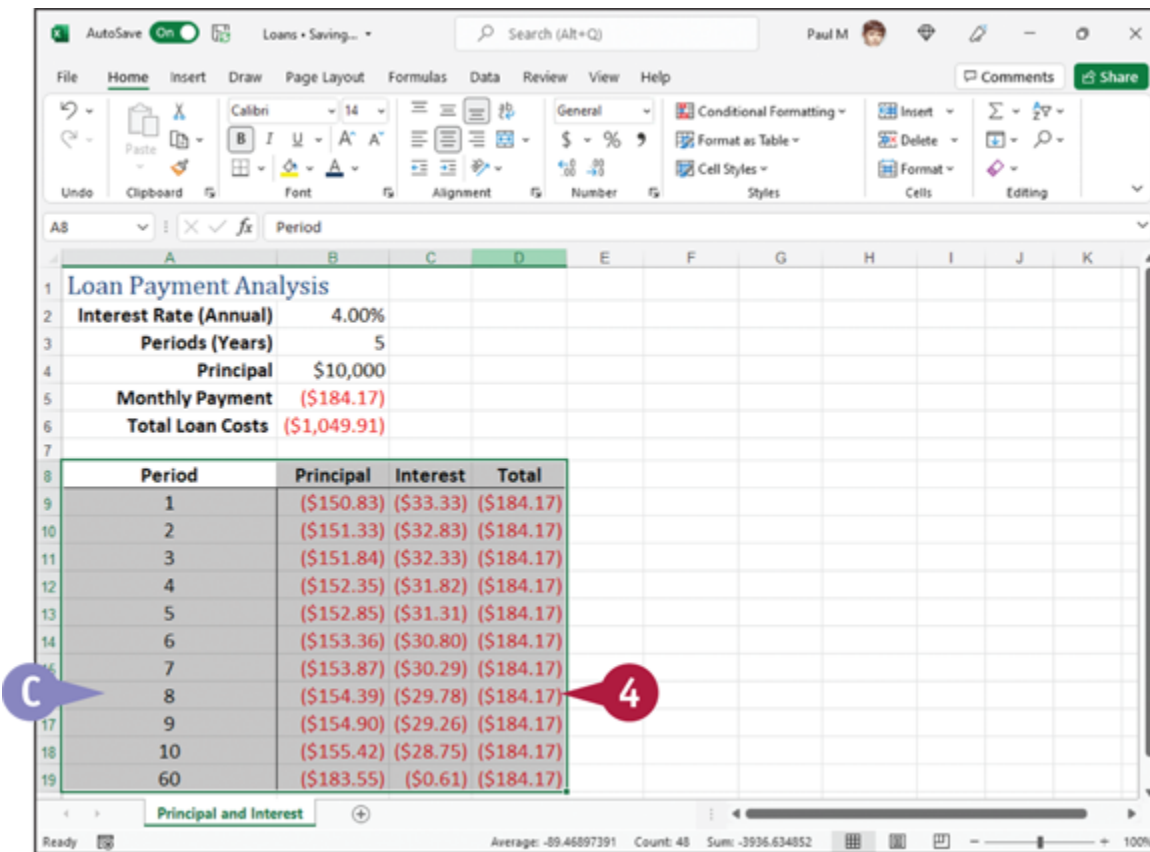 AutoSave On Loans • Saving... Search (Alt+Q) Paul M
File Home Insert Draw Page Layout Formulas Data Review View Help Comments Share
Calibri 14 General Conditional Formatting Insert
Paste B I U A A $ % 9 Format as Table Delete
A Cell Styles Format
Undo Clipboard Font Alignment Number Styles Cells Editing
A8 fx Period
A B C D E F G H I J K
1 Loan Payment Analysis
2 Interest Rate (Annual) 4.00%
3 Periods (Years) 5
4 Principal $10,000
5 Monthly Payment ($184.17)
6 Total Loan Costs ($1,049.91)
7
8 Period Principal Interest Total
9 1 ($150.83) ($33.33) ($184.17)
10 2 ($151.33) ($32.83) ($184.17)
11 3 ($151.84) ($32.33) ($184.17)
12 4 ($152.35) ($31.82) ($184.17)
13 5 ($152.85) ($31.31) ($184.17)
14 6 ($153.36) ($30.80) ($184.17)
7 ($153.87) ($30.29) ($184.17)
C 8 ($154.39) ($29.78) ($184.17) 4
17 9 ($154.90) ($29.26) ($184.17)
18 10 ($155.42) ($28.75) ($184.17)
19 60 ($183.55) ($0.61) ($184.17)
Principal and Interest
Ready Average: -89.46897391 Count: 48 Sum: -3936.634852 100%